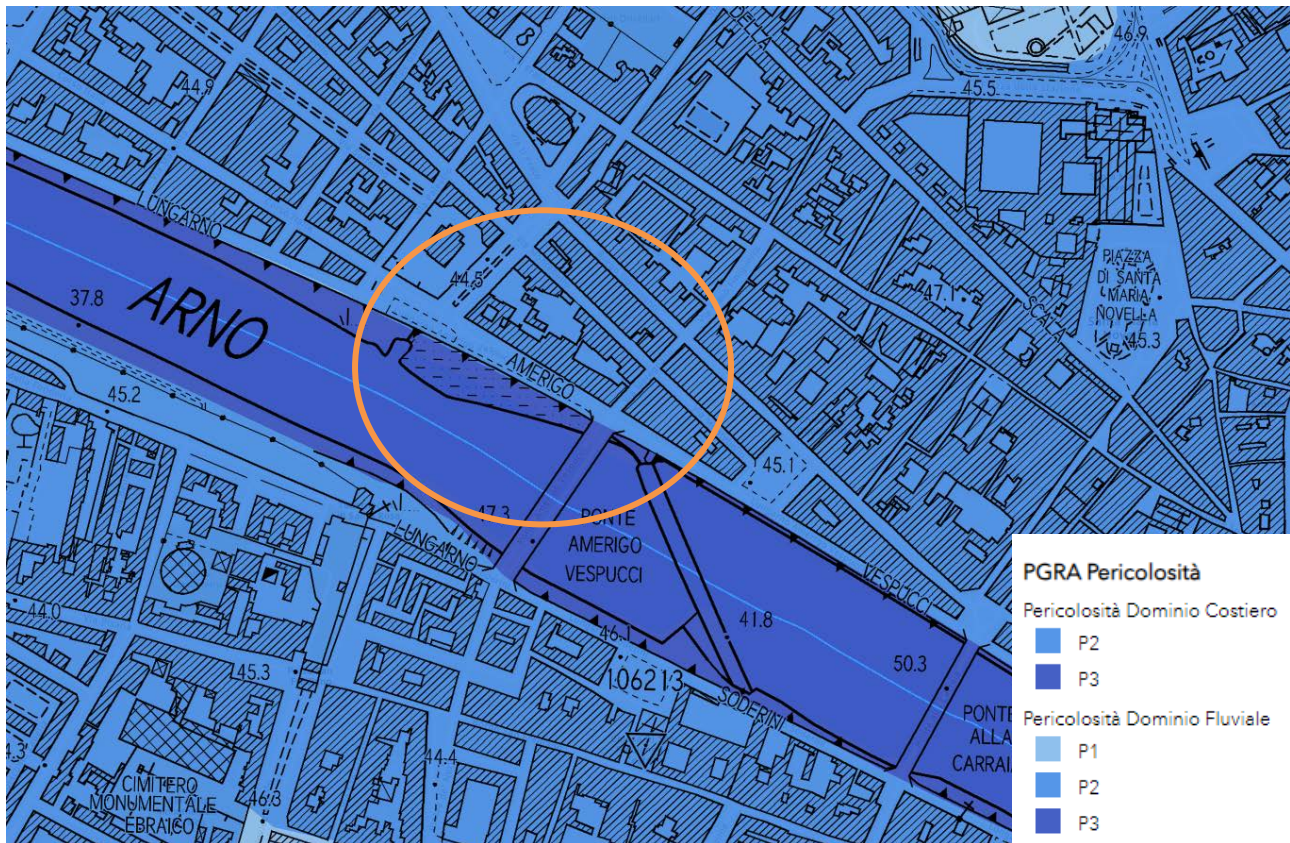 46.9
8
DELLA
44.9
45.5
LUNGARNO
PIAZZA
DI SANTA
MARIA
NOVELLA
44.5
47.1
37.8
SCALA
ARNO
45.3
AMERIGO
45.2
45.1
47.3
PONTE
AMERIGO
VESPUCCI
LUNGARNO
VESPUCCI
44.0
46.1
41.8
50.3
45.3
106213
SODERINI
PONTE
ALLA
CARRAIA
44.4
CIMITERO
MONUMENTALE
EBRAICO
46.3
PGRA Pericolosità
Pericolosità Dominio Costiero
P2
P3
Pericolosità Dominio Fluviale
P1
P2
P3